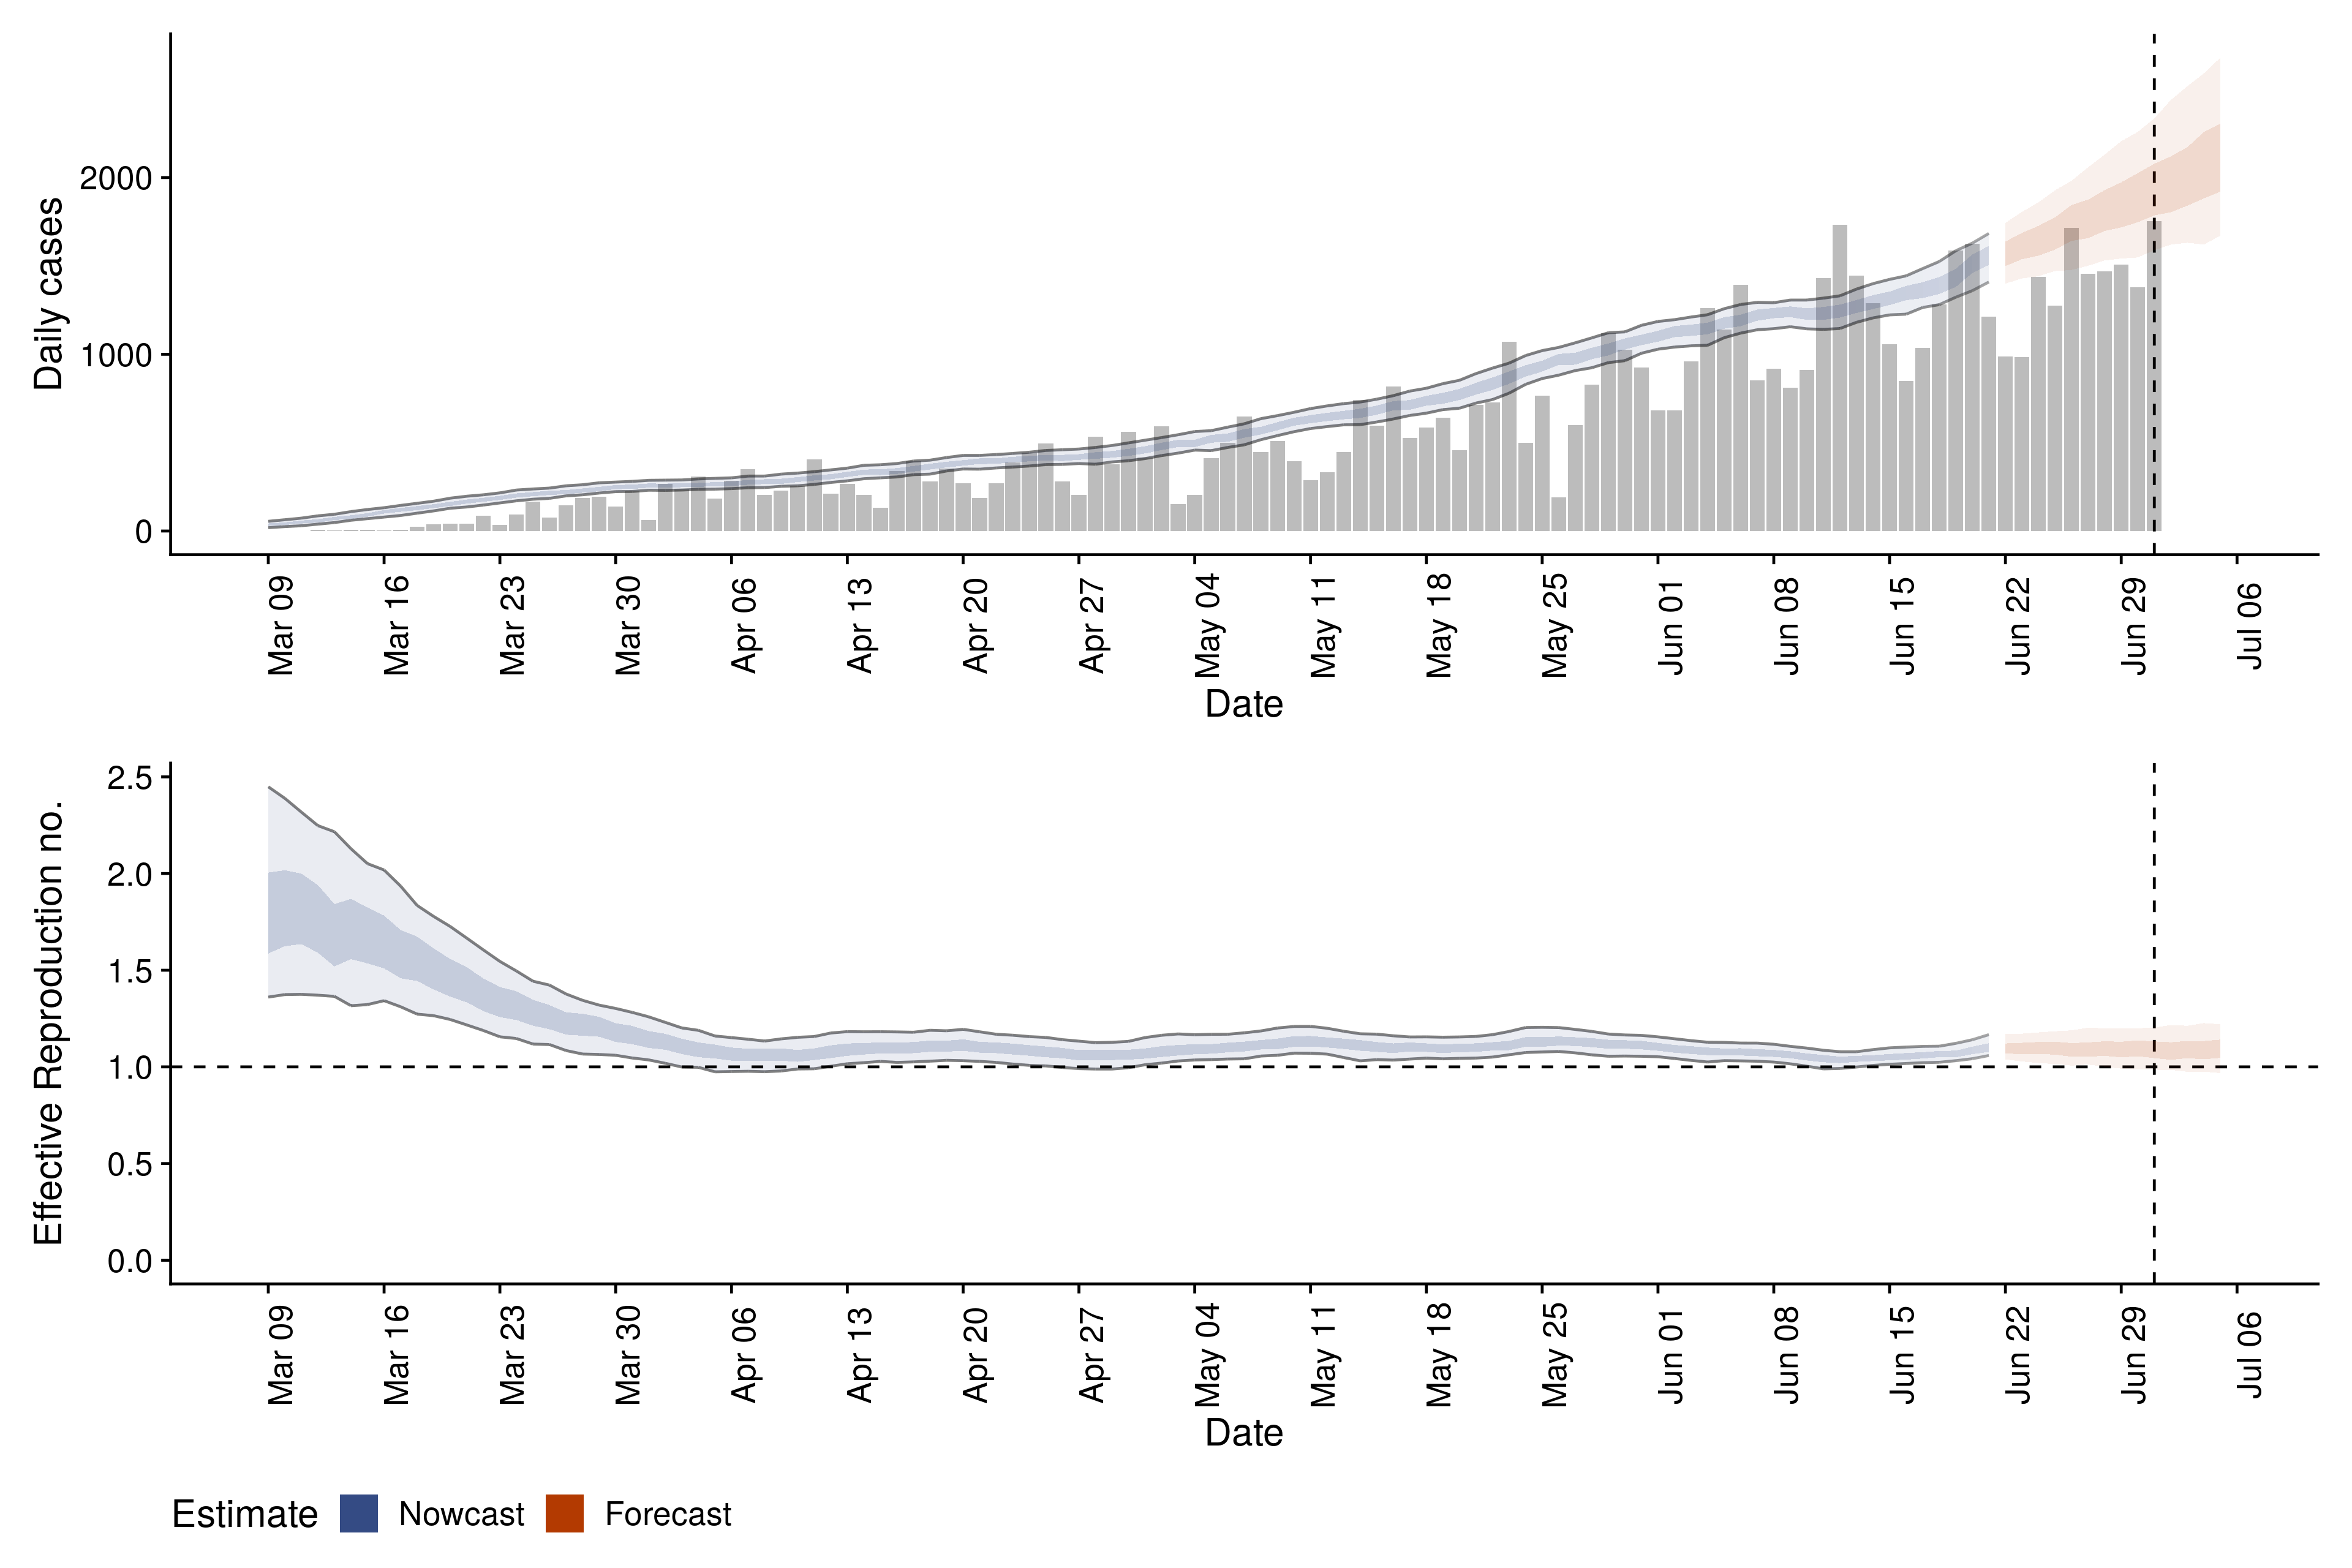 Daily cases
2000
1000
0
Mar 09 Mar 16 Mar 23 Mar 30 Apr 06 Apr 13 Apr 20 Apr 27 May 04 May 11 May 18 May 25 Jun 01 Jun 08 Jun 15 Jun 22 Jun 29 Jul 06
Date
Effective Reproduction no.
2.5
2.0
1.5
1.0
0.5
0.0
Mar 09 Mar 16 Mar 23 Mar 30 Apr 06 Apr 13 Apr 20 Apr 27 May 04 May 11 May 18 May 25 Jun 01 Jun 08 Jun 15 Jun 22 Jun 29 Jul 06
Date
Estimate Nowcast Forecast